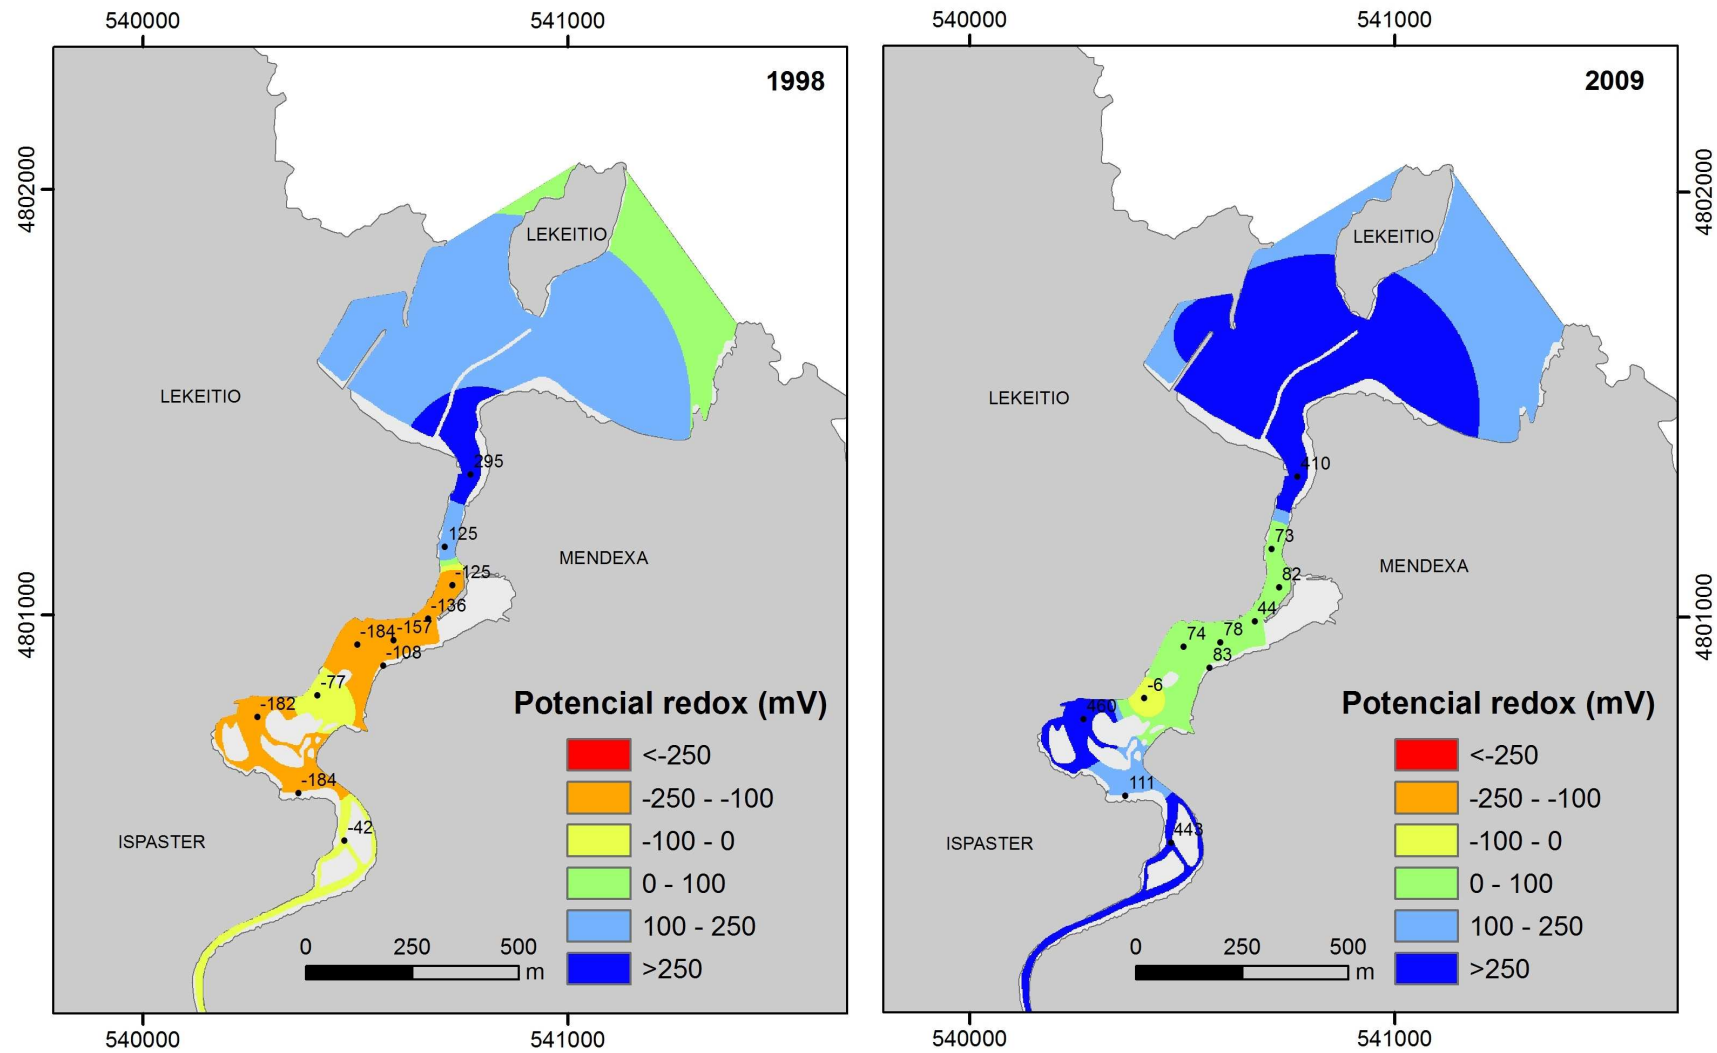 540000 541000
1998
4802000
4801000
LEKEITIO
LEKEITIO
MENDEXA
ISPASTER
295
125
-125
-136
-184 -157
-108
-77
-182
-184
-42
Potencial redox (mV)
<-250
-250 - -100
-100 - 0
0 - 100
100 - 250
>250
0 250 500
m
540000 541000
540000 541000
2009
4802000
4801000
LEKEITIO
LEKEITIO
MENDEXA
ISPASTER
410
73
82
44
74 78
83
-6
460
111
443
Potencial redox (mV)
<-250
-250 - -100
-100 - 0
0 - 100
100 - 250
>250
0 250 500
m
540000 541000